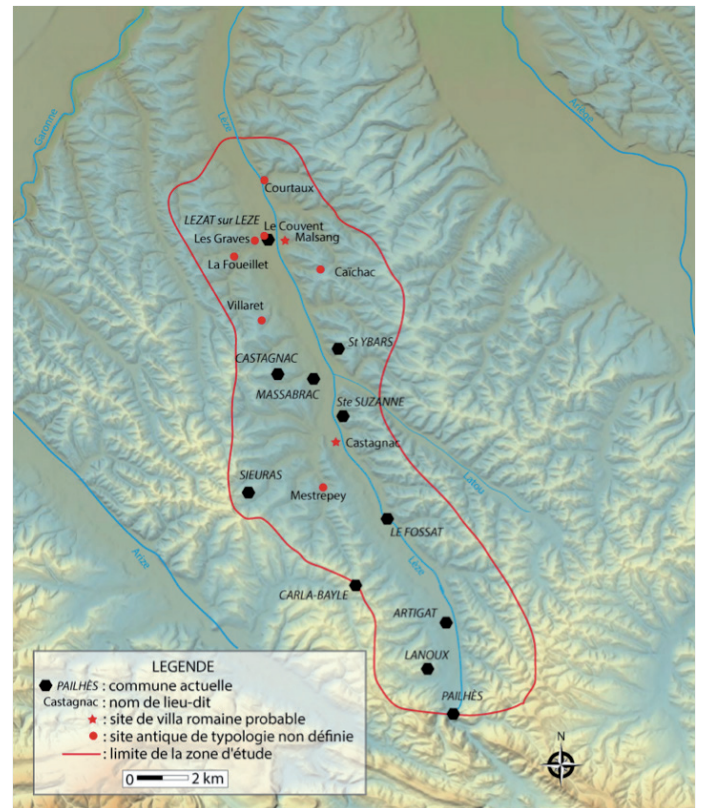 Garonne
Lèze
Ariège
Courtaux
LEZAT sur LEZE
Le Couvent
Les Graves
Malsang
La Foueillet
Caïchac
Villaret
St YBARS
CASTAGNAC
MASSABRAC
Ste SUZANNE
Castagnac
Latou
SIEURAS
Mestrepey
LE FOSSAT
Arize
Lèze
CARLA-BAYLE
ARTIGAT
LANOUX
PAILHÈS
LEGENDE
PAILHÈS : commune actuelle
Castagnac : nom de lieu-dit
: site de villa romaine probable
: site antique de typologie non définie
: limite de la zone d'étude
0 2 km
N